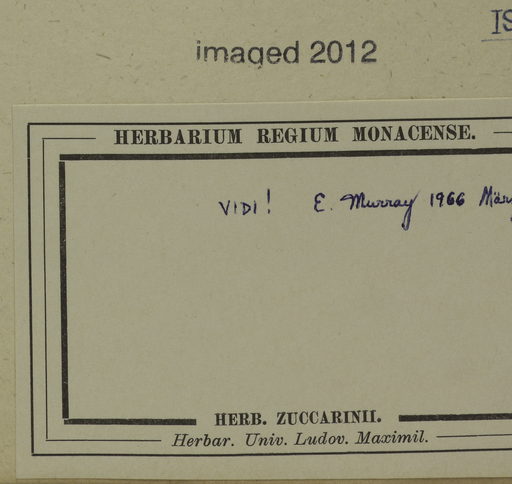 imaged 2012
HERBARIUM REGIUM MONACENSE.
VIDI! E. Murray 1966
HERB. ZUCCARINII.
Herbar. Univ. Ludov. Maximil.